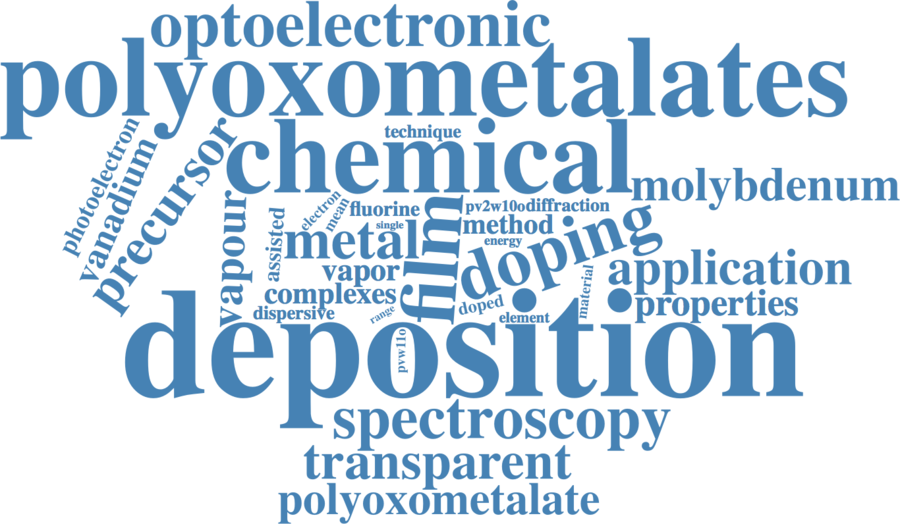 optoelectronic
polyoxometalates
technique
chemical
photoelectron
vanadium
precursor
molybdenum
vapour
assisted
electron
mean
fluorine
single
metal
film
pv2w10odiffraction
method
energy
doping
vapor
complexes
dispersive
range
doped
element
material
application
properties
pvw11o
deposition
spectroscopy
transparent
polyoxometalate